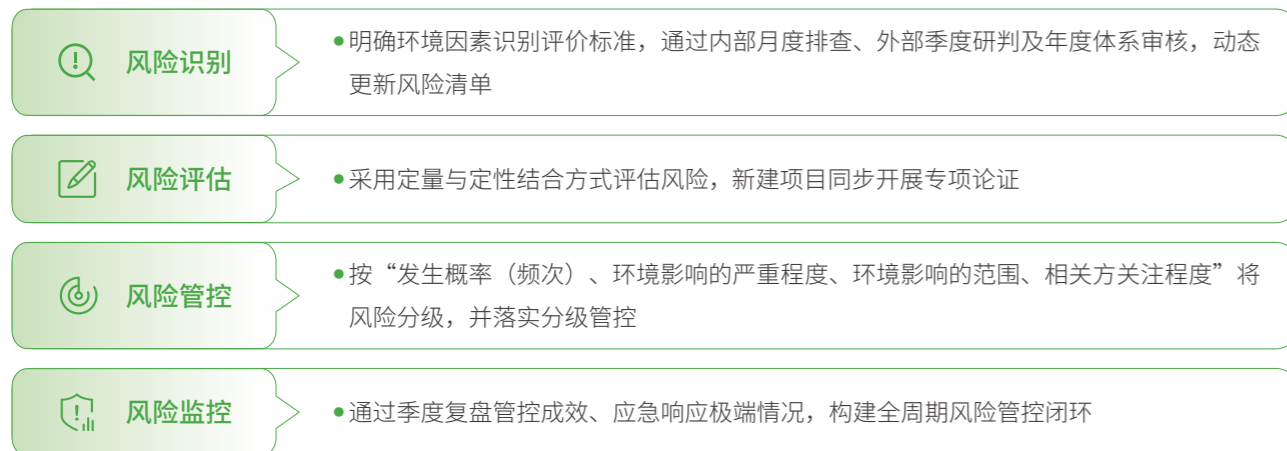 风险识别
●明确环境因素识别评价标准，通过内部月度排查、外部季度研判及年度体系审核，动态
更新风险清单
风险评估
●采用定量与定性结合方式评估风险，新建项目同步开展专项论证
风险管控
●按“发生概率（频次）、环境影响的严重程度、环境影响的范围、相关方关注程度”将
风险分级，并落实分级管控
风险监控
●通过季度复盘管控成效、应急响应极端情况，构建全周期风险管控闭环